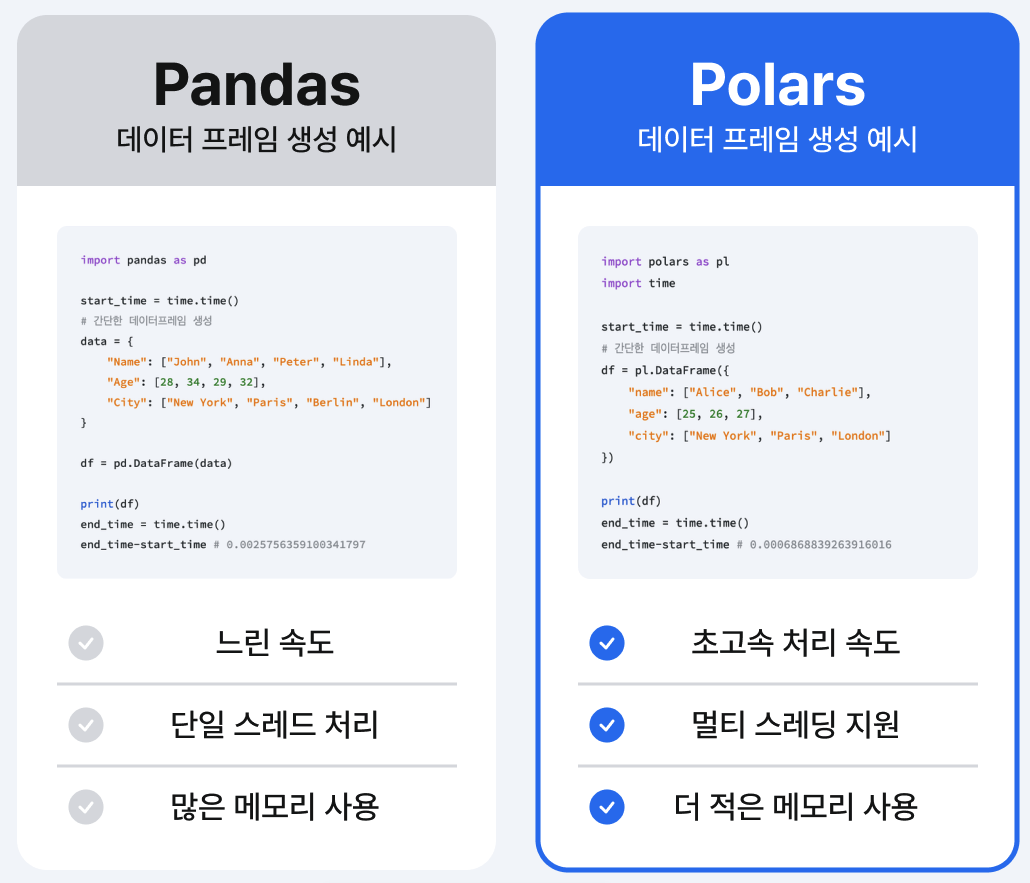 Pandas
데이터 프레임 생성 예시
import pandas as pd
start_time = time.time()
# 간단한 데이터프레임 생성
data = {
    "Name": ["John", "Anna", "Peter", "Linda"],
    "Age": [28, 34, 29, 32],
    "City": ["New York", "Paris", "Berlin", "London"]
}
df = pd.DataFrame(data)
print(df)
end_time = time.time()
end_time-start_time # 0.0025756359100341797
느린 속도
단일 스레드 처리
많은 메모리 사용
Polars
데이터 프레임 생성 예시
import polars as pl
import time
start_time = time.time()
# 간단한 데이터프레임 생성
df = pl.DataFrame({
    "name": ["Alice", "Bob", "Charlie"],
    "age": [25, 26, 27],
    "city": ["New York", "Paris", "London"]
})
print(df)
end_time = time.time()
end_time-start_time # 0.0006868839263916016
초고속 처리 속도
멀티 스레딩 지원
더 적은 메모리 사용